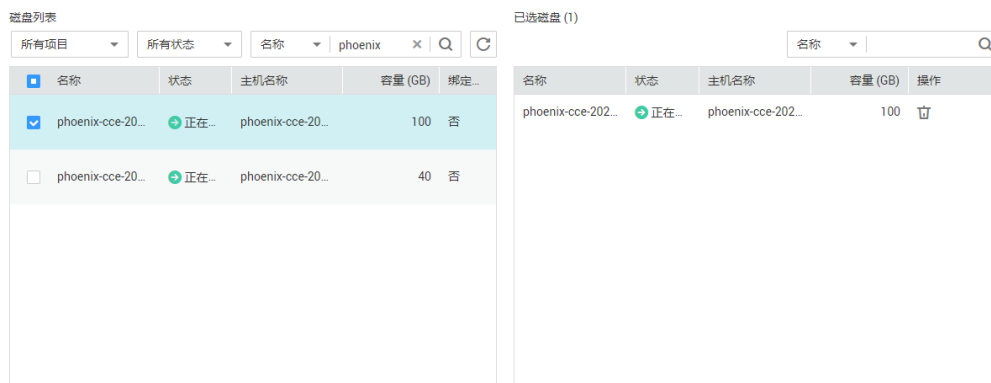 磁盘列表
所有项目 所有状态 名称 phoenix
名称 状态 主机名称 容量 (GB) 绑定...
phoenix-cce-20... 正在... phoenix-cce-20... 100 否
phoenix-cce-20... 正在... phoenix-cce-20... 40 否
已选磁盘 (1)
名称
名称 状态 主机名称 容量 (GB) 操作
phoenix-cce-202... 正在... phoenix-cce-202... 100